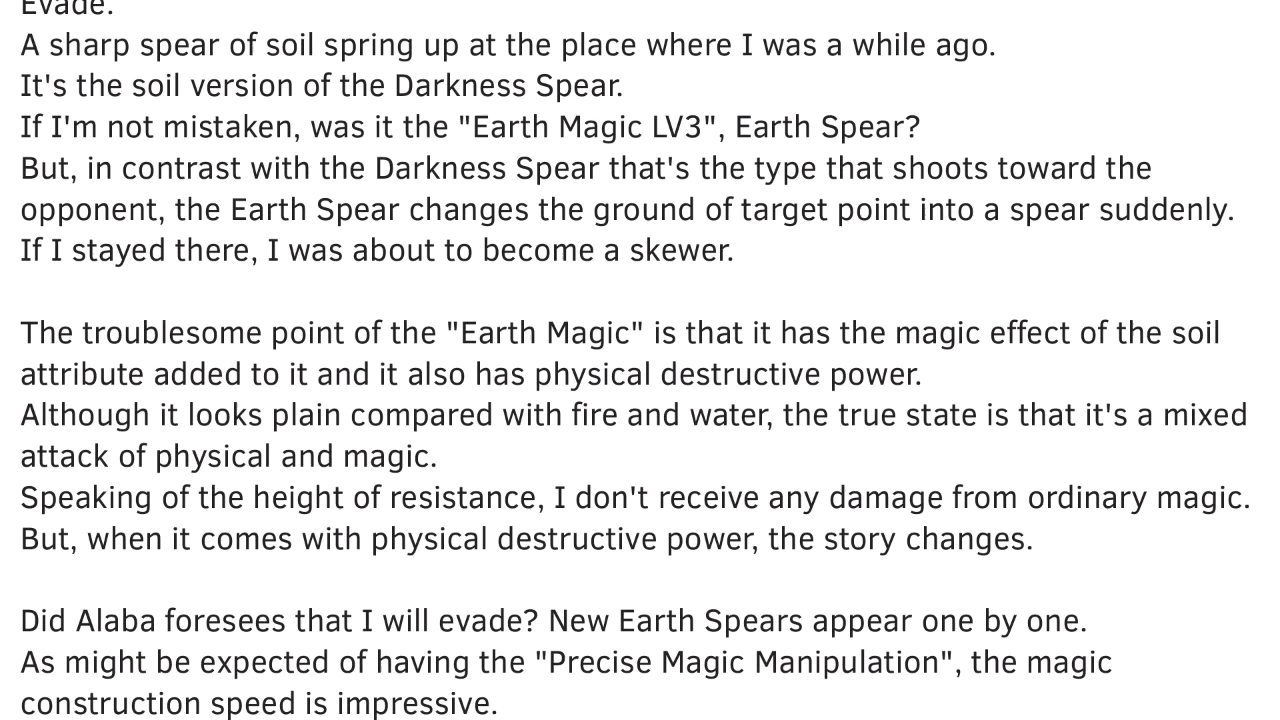 Evade.
A sharp spear of soil spring up at the place where I was a while ago.
It's the soil version of the Darkness Spear.
If I'm not mistaken, was it the "Earth Magic LV3", Earth Spear?
But, in contrast with the Darkness Spear that's the type that shoots toward the
opponent, the Earth Spear changes the ground of target point into a spear suddenly.
If I stayed there, I was about to become a skewer.
The troublesome point of the "Earth Magic" is that it has the magic effect of the soil
attribute added to it and it also has physical destructive power.
Although it looks plain compared with fire and water, the true state is that it's a mixed
attack of physical and magic.
Speaking of the height of resistance, I don't receive any damage from ordinary magic.
But, when it comes with physical destructive power, the story changes.
Did Alaba foresees that I will evade? New Earth Spears appear one by one.
As might be expected of having the "Precise Magic Manipulation", the magic
construction speed is impressive.